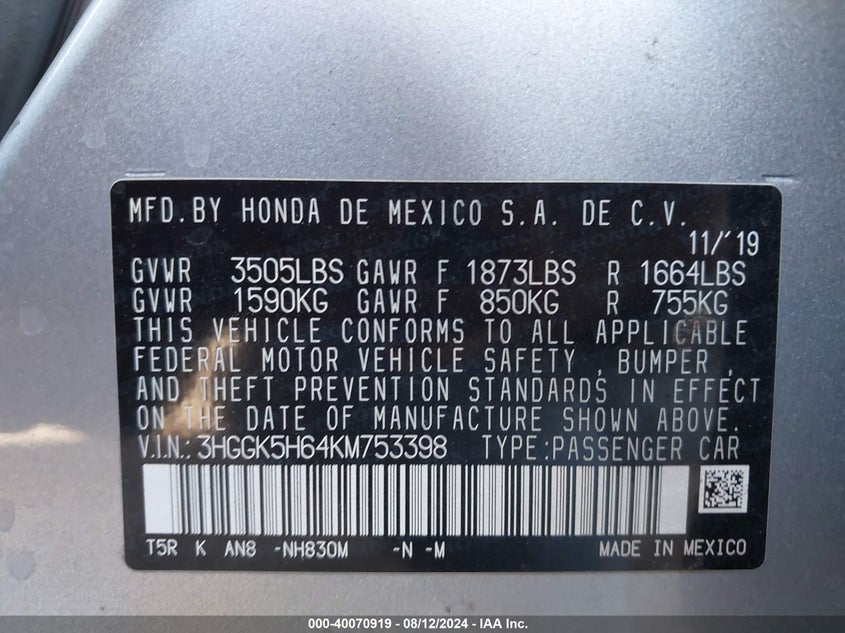 MFD.BY HONDA DE MEXICO S.A. DE C.V.
11/'19
GVWR 3505LBS GAWR F 1873LBS R 1664LBS
GVWR 1590KG GAWR F 850KG R 755KG
THIS VEHICLE CONFORMS TO ALL APPLICABLE
FEDERAL MOTOR VEHICLE SAFETY , BUMPER ,
AND THEFT PREVENTION STANDARDS IN EFFECT
ON THE DATE OF MANUFACTURE SHOWN ABOVE.
V.I.N.: 3HGGK5H64KM753398 TYPE:PASSENGER CAR
T5R K AN8 -NH830M -N -M MADE IN MEXICO
000-40070919 - 08/12/2024 - IAA Inc.